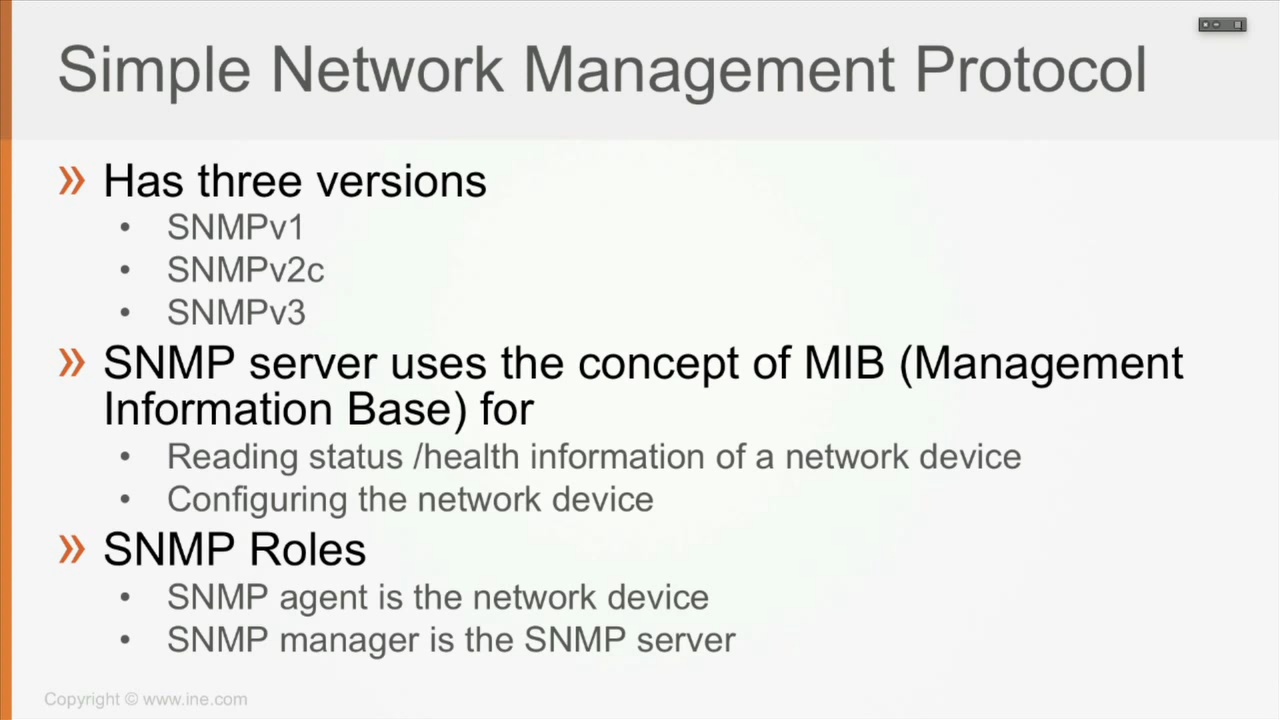 Simple Network Management Protocol
» Has three versions
• SNMPv1
• SNMPv2c
• SNMPv3
» SNMP server uses the concept of MIB (Management
Information Base) for
• Reading status /health information of a network device
• Configuring the network device
» SNMP Roles
• SNMP agent is the network device
• SNMP manager is the SNMP server
Copyright © www.ine.com